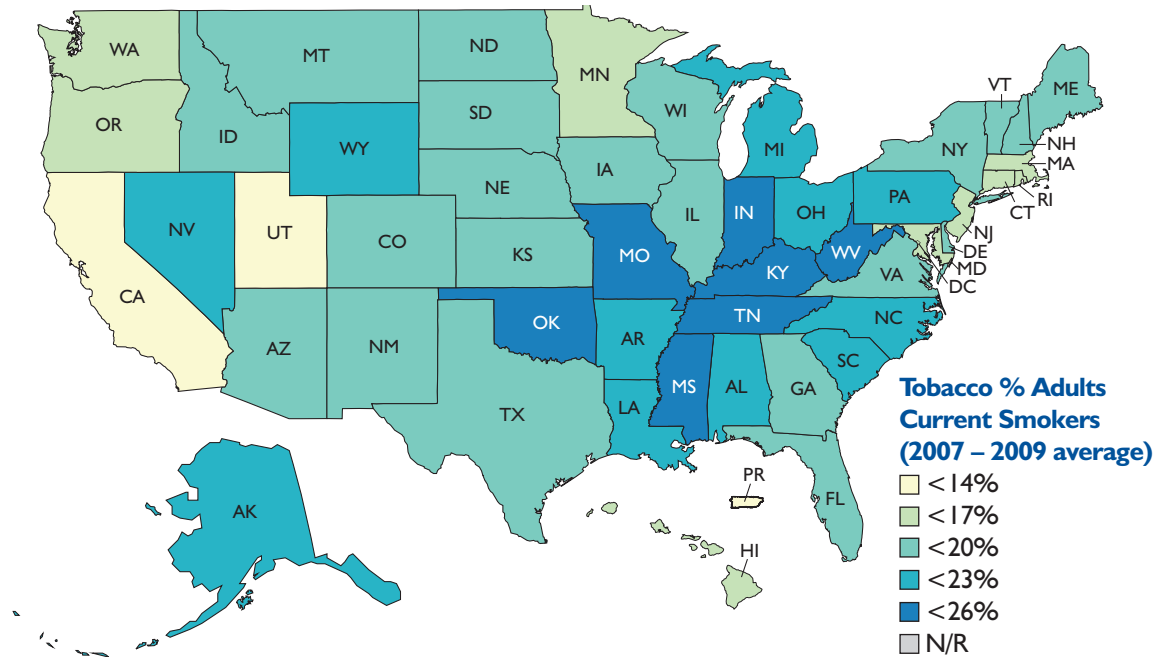 WA
MT
ND
MN
VT
ME
OR
ID
SD
WI
NY
NH
MA
WY
MI
RI
CT
NE
IA
PA
NJ
NV
UT
CO
IL
IN
OH
DE
MD
DC
CA
KS
MO
WV
VA
KY
AZ
NM
OK
TN
NC
AR
SC
MS
AL
GA
TX
LA
FL
PR
AK
HI
Tobacco % Adults
Current Smokers
(2007 – 2009 average)
<14%
<17%
<20%
<23%
<26%
N/R